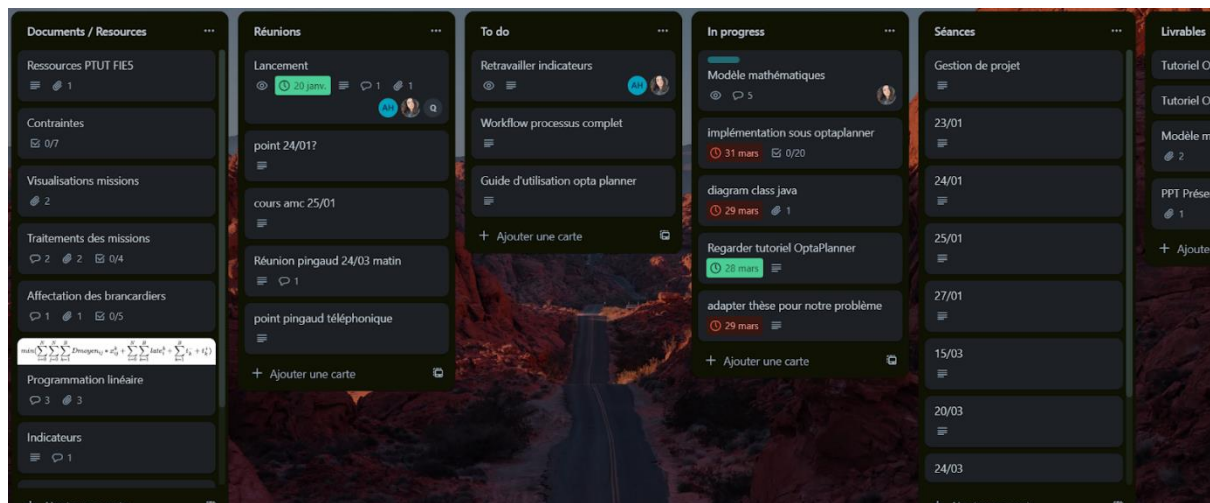 Documents / Resources
Ressources PTUT FIE5
1
Contraintes
0/7
Visualisations missions
2
Traitements des missions
2 2 0/4
Affectation des brancardiers
1 1 0/5
Programmation linéaire
3 3
Indicateurs
1
Réunions
Lancement
20 janv. 1 1
AH Q
point 24/01?
cours amc 25/01
Réunion pingaud 24/03 matin
1
point pingaud téléphonique
+ Ajouter une carte
To do
Retravailler indicateurs
AH
Workflow processus complet
Guide d'utilisation opta planner
+ Ajouter une carte
In progress
Modèle mathématiques
5
implémentation sous optaplanner
31 mars 0/20
diagram class java
29 mars 1
Regarder tutoriel OptaPlanner
28 mars
adapter thèse pour notre problème
29 mars
+ Ajouter une carte
Séances
Gestion de projet
23/01
24/01
25/01
27/01
15/03
20/03
24/03
Livrables
Tutoriel O
Tutoriel O
Modèle m
2
PPT Prése
1
+ Ajoute